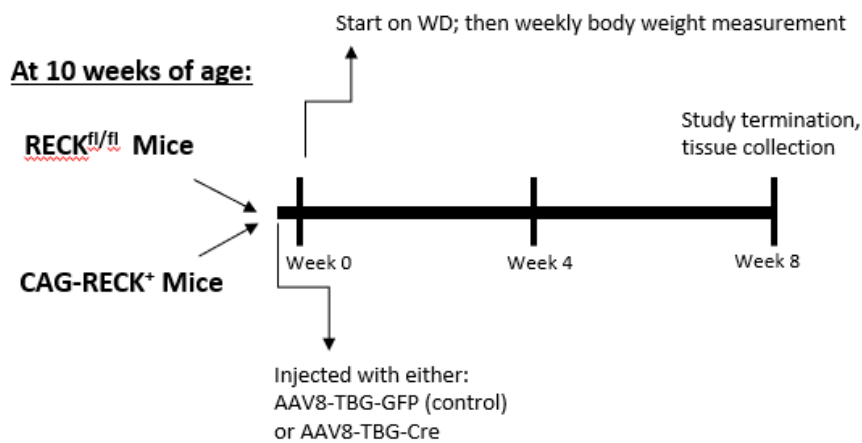 Start on WD; then weekly body weight measurement
At 10 weeks of age:
RECKfl/fl Mice
Study termination,
tissue collection
CAG-RECK+ Mice
Week 0
Week 4
Week 8
Injected with either:
AAV8-TBG-GFP (control)
or AAV8-TBG-Cre